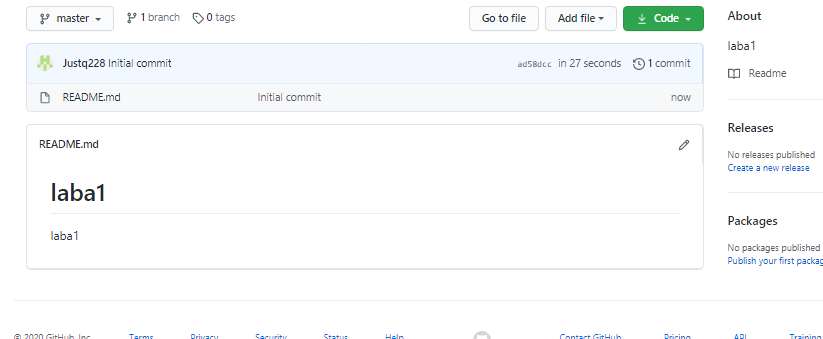 master 1 branch 0 tags Go to file Add file Code
Justq228 Initial commit ad58dcc in 27 seconds 1 commit
README.md Initial commit now
README.md
laba1
laba1
About
laba1
Readme
Releases
No releases published
Create a new release
Packages
No packages published
Publish your first packag
© 2020 GitHub, Inc. Terms Privacy Security Status Help Contact GitHub Pricing API Training